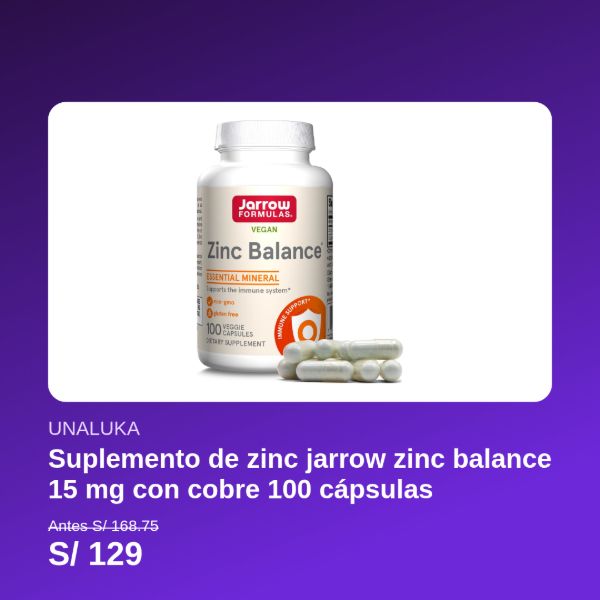 Jarrow
FORMULAS®
VEGAN
Zinc Balance*
ESSENTIAL MINERAL
Supports the immune system*
non-gmo
gluten free
100 VEGGIE
CAPSULES
DIETARY SUPPLEMENT
IMMUNE SUPPORT*
UNALUKA
Suplemento de zinc jarrow zinc balance
15 mg con cobre 100 cápsulas
Antes S/ 168.75
S/ 129